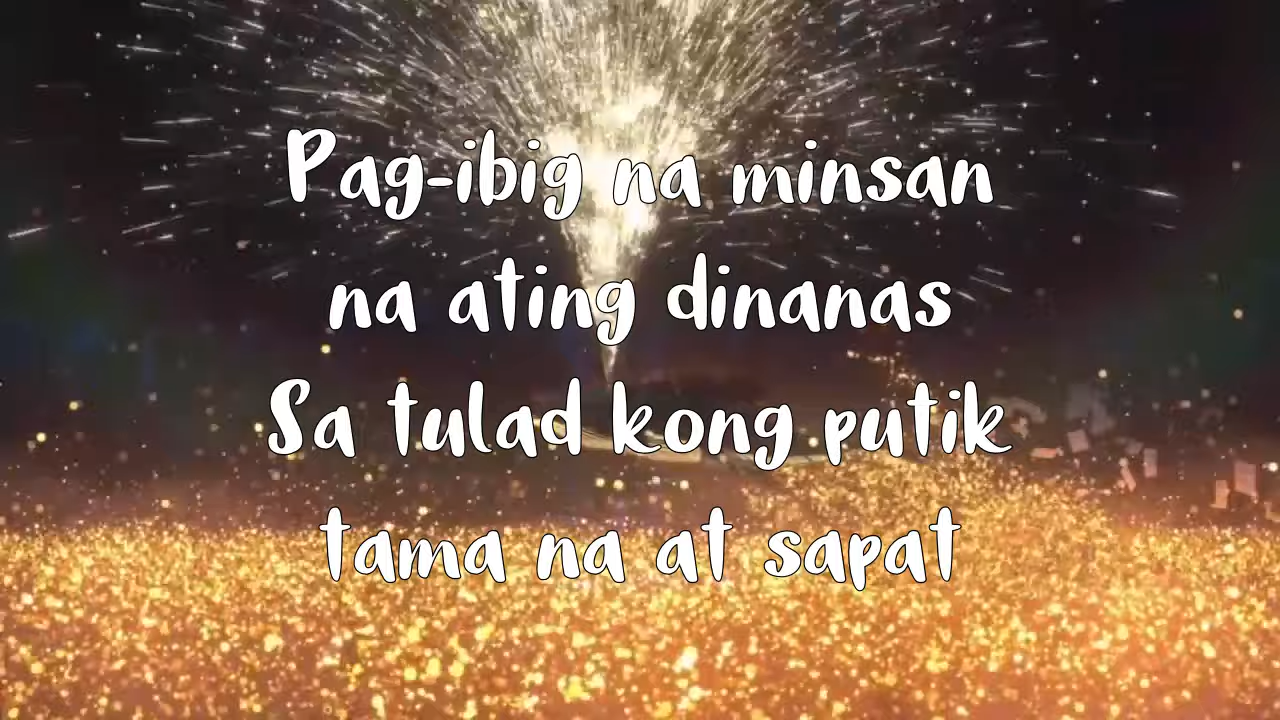 Pag-ibig na minsan
na ating dinanas
Sa tulad kong putik
tama na at sapat